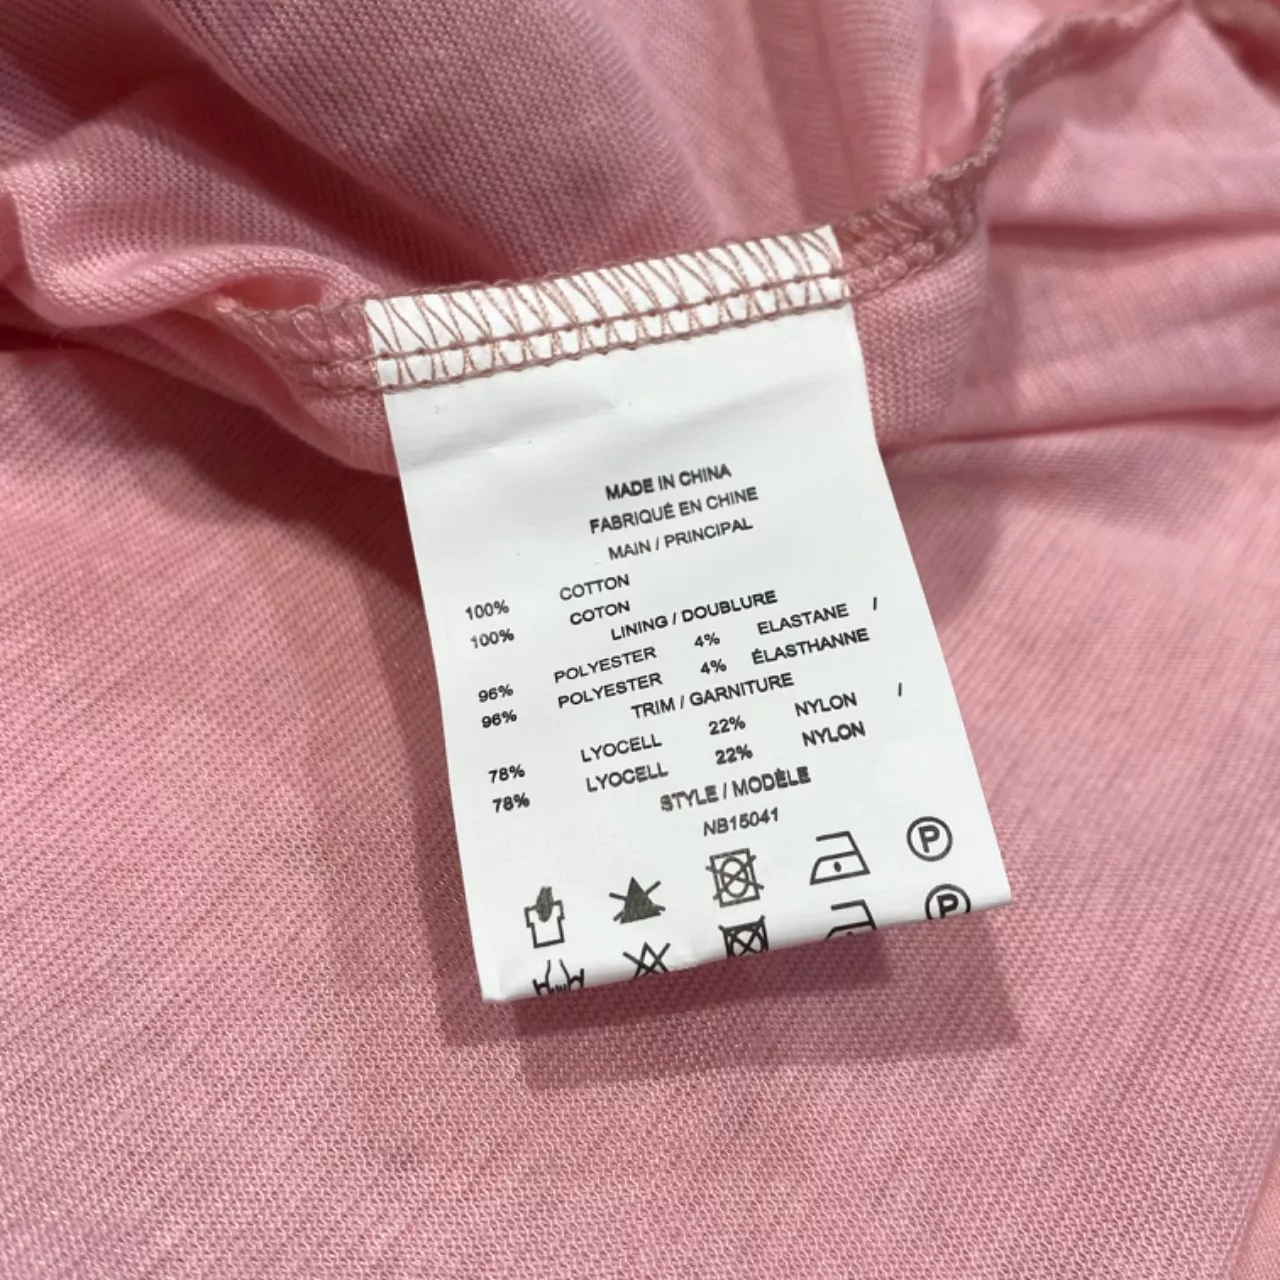 MADE IN CHINA
FABRIQUÉ EN CHINE
MAIN / PRINCIPAL
100% COTTON
100% COTON
LINING / DOUBLURE
96% POLYESTER 4% ELASTANE /
96% POLYESTER 4% ÉLASTHANNE
TRIM / GARNITURE
78% LYOCELL 22% NYLON /
78% LYOCELL 22% NYLON
STYLE / MODÈLE
NB15041
P
P